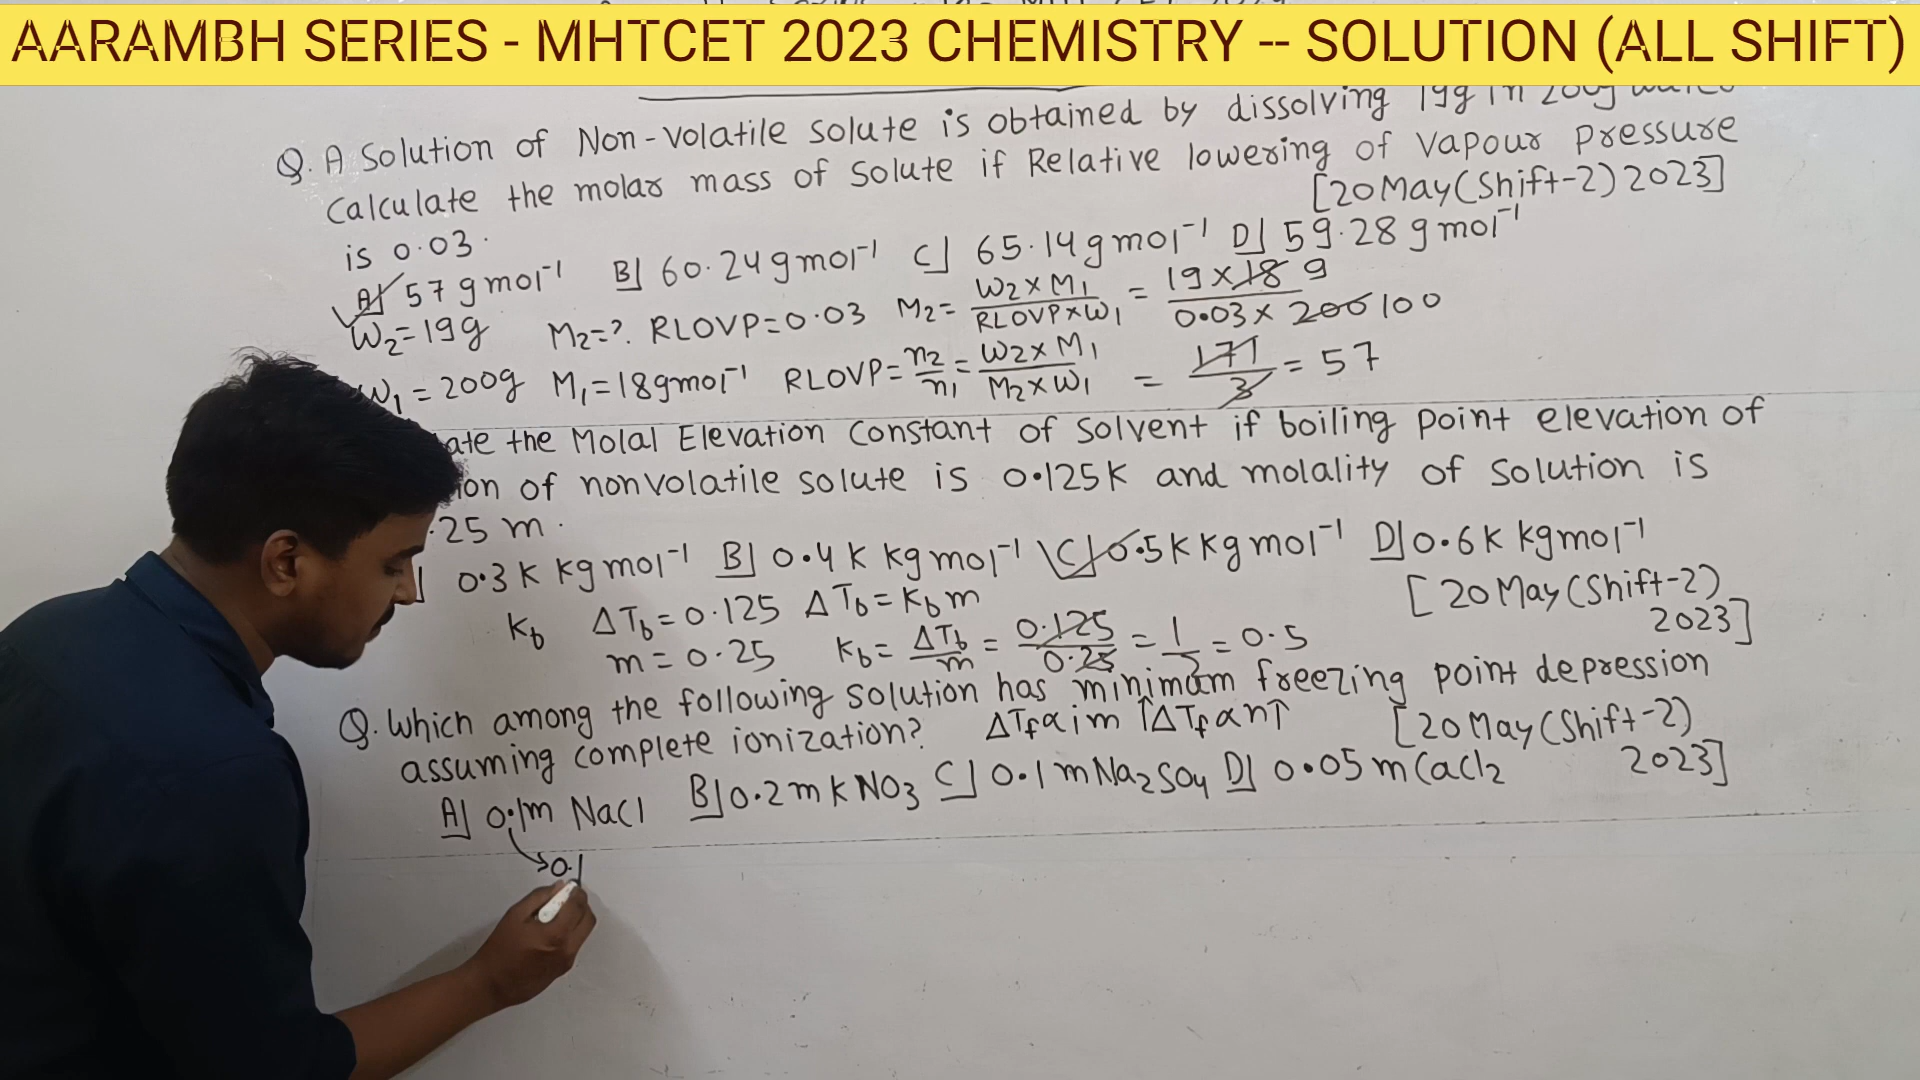 AARAMBH SERIES - MHTCET 2023 CHEMISTRY -- SOLUTION (ALL SHIFT)
Q. A solution of Non-volatile solute is obtained by dissolving 19g in 200g water
calculate the molar mass of solute if Relative lowering of vapour pressure
is 0.03.
[20 May (Shift-2) 2023]
A] 57 g mol⁻¹ B] 60.24 g mol⁻¹ C] 65.14 g mol⁻¹ D] 59.28 g mol⁻¹
W₂ = 19g M₂ = ? RLOVP = 0.03 M₂ = W₂ × M₁ / RLOVP × W₁ = 19 × 18 9 / 0.03 × 200 100
W₁ = 200g M₁ = 18 g mol⁻¹ RLOVP = n₂/n₁ = W₂ × M₁ / M₂ × W₁ = 171/3 = 57
ate the Molal Elevation constant of solvent if boiling point elevation of
ion of nonvolatile solute is 0.125K and molality of solution is
.25 m.
] 0.3 K kg mol⁻¹ B] 0.4 K kg mol⁻¹ C] 0.5 K kg mol⁻¹ D] 0.6 K kg mol⁻¹
[20 May (Shift-2) 2023]
Kb ΔTb = 0.125 ΔTb = Kb m
m = 0.25 Kb = ΔTb/m = 0.125/0.25 = 1/2 = 0.5
Q. Which among the following solution has minimum freezing point depression
assuming complete ionization? ΔTf α i m ↑ΔTf α n↑ [20 May (Shift-2) 2023]
A] 0.1m NaCl B] 0.2 m KNO₃ C] 0.1 m Na₂SO₄ D] 0.05 m CaCl₂
→ 0.1